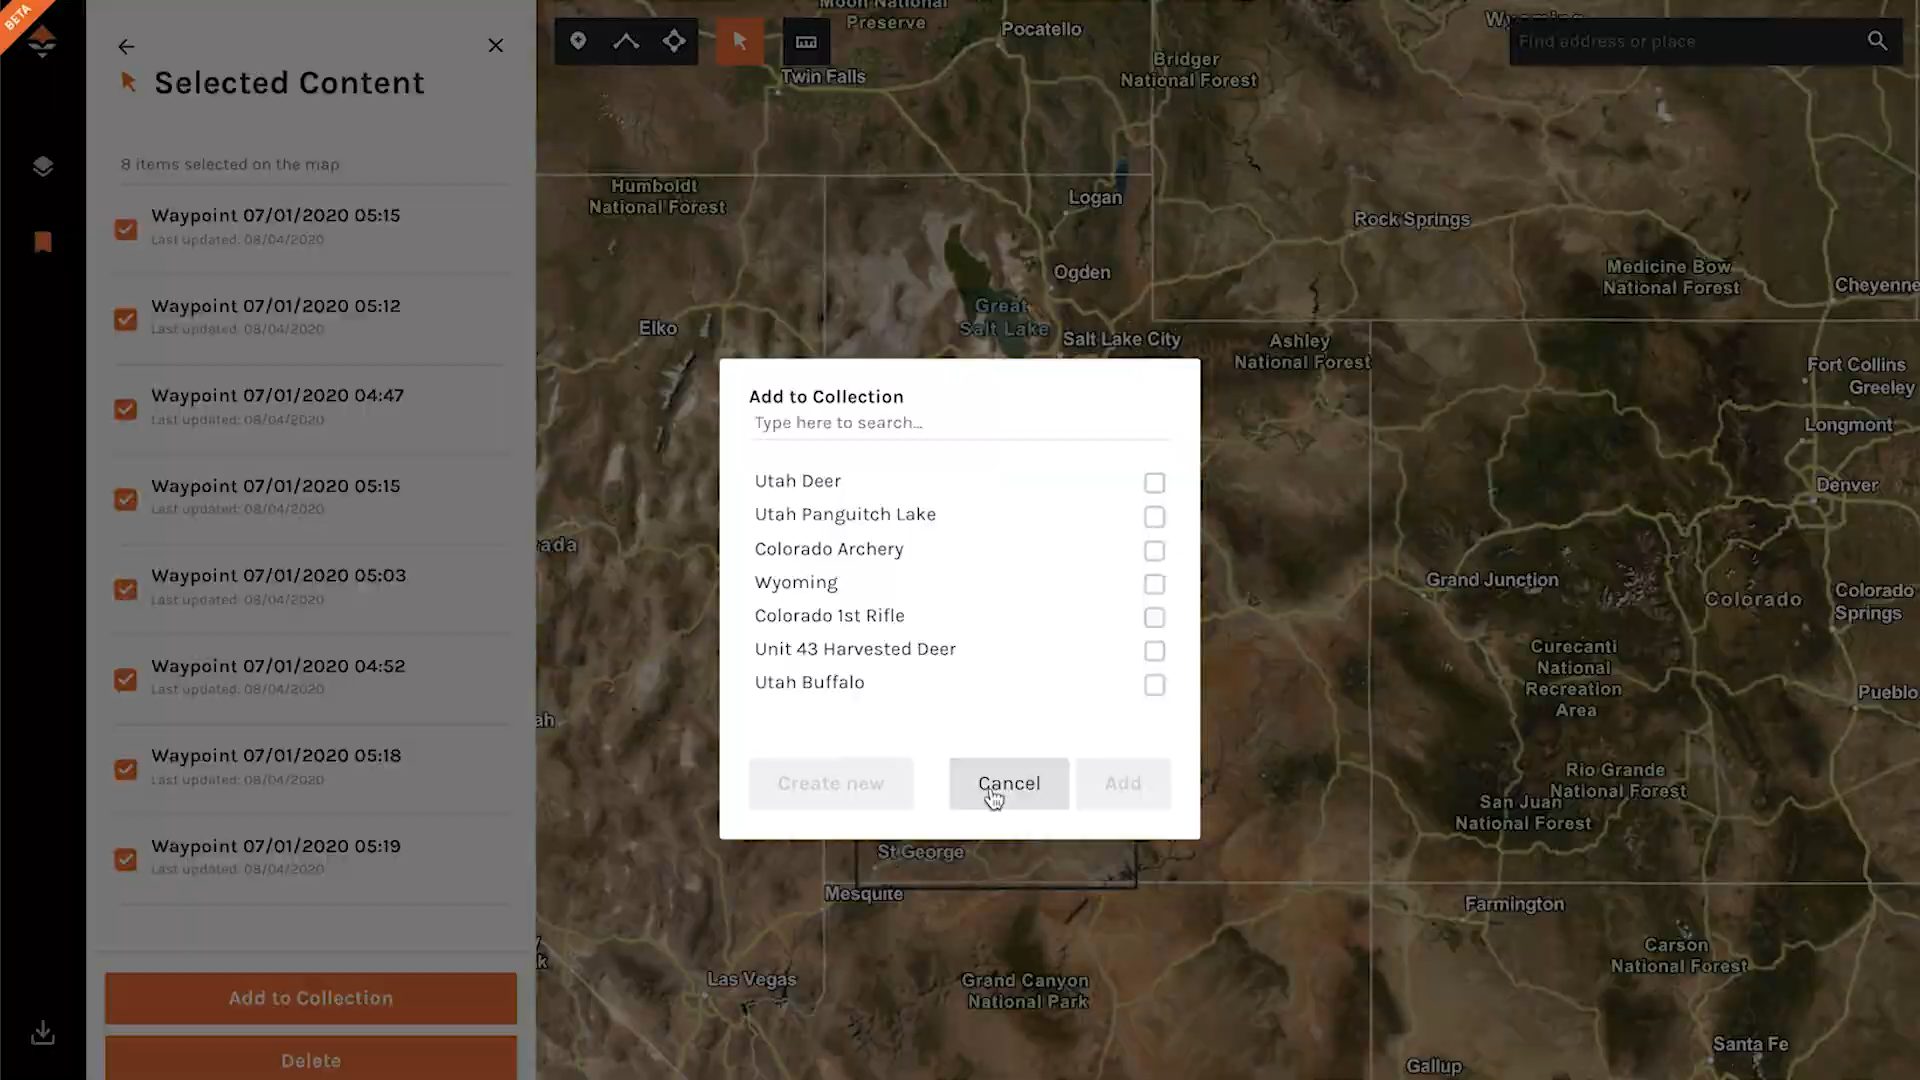 BETA
Selected Content
8 items selected on the map
Waypoint 07/01/2020 05:15
Last updated: 08/04/2020
Waypoint 07/01/2020 05:12
Last updated: 08/04/2020
Waypoint 07/01/2020 04:47
Last updated: 08/04/2020
Waypoint 07/01/2020 05:15
Last updated: 08/04/2020
Waypoint 07/01/2020 05:03
Last updated: 08/04/2020
Waypoint 07/01/2020 04:52
Last updated: 08/04/2020
Waypoint 07/01/2020 05:18
Last updated: 08/04/2020
Waypoint 07/01/2020 05:19
Last updated: 08/04/2020
Add to Collection
Delete
Find address or place
Add to Collection
Type here to search...
Utah Deer
Utah Panguitch Lake
Colorado Archery
Wyoming
Colorado 1st Rifle
Unit 43 Harvested Deer
Utah Buffalo
Create new
Cancel
Add
Moon National
Preserve
Pocatello
Wyoming
Twin Falls
Bridger
National Forest
Humboldt
National Forest
Logan
Rock Springs
Ogden
Medicine Bow
National Forest
Cheyenne
Great
Salt Lake
Elko
Salt Lake City
Ashley
National Forest
Fort Collins
Greeley
Longmont
Denver
ada
Grand Junction
Colorado
Colorado
Springs
Curecanti
National
Recreation
Area
Pueblo
ah
Rio Grande
National Forest
San Juan
National Forest
St George
Mesquite
Farmington
Carson
National Forest
k
Las Vegas
Grand Canyon
National Park
Santa Fe
Gallup